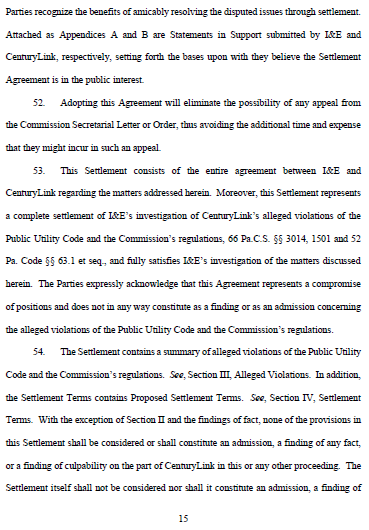 Parties recognize the benefits of amicably resolving the disputed issues through settlement.
Attached as Appendices A and B are Statements in Support submitted by I&E and
CenturyLink, respectively, setting forth the bases upon with they believe the Settlement
Agreement is in the public interest.
52. Adopting this Agreement will eliminate the possibility of any appeal from
the Commission Secretarial Letter or Order, thus avoiding the additional time and expense
that they might incur in such an appeal.
53. This Settlement consists of the entire agreement between I&E and
CenturyLink regarding the matters addressed herein. Moreover, this Settlement represents
a complete settlement of I&E's investigation of CenturyLink's alleged violations of the
Public Utility Code and the Commission's regulations, 66 Pa.C.S. §§ 3014, 1501 and 52
Pa. Code §§ 63.1 et seq., and fully satisfies I&E's investigation of the matters discussed
herein. The Parties expressly acknowledge that this Agreement represents a compromise
of positions and does not in any way constitute as a finding or as an admission concerning
the alleged violations of the Public Utility Code and the Commission's regulations.
54. The Settlement contains a summary of alleged violations of the Public Utility
Code and the Commission's regulations. See, Section III, Alleged Violations. In addition,
the Settlement Terms contains Proposed Settlement Terms. See, Section IV, Settlement
Terms. With the exception of Section II and the findings of fact, none of the provisions in
this Settlement shall be considered or shall constitute an admission, a finding of any fact,
or a finding of culpability on the part of CenturyLink in this or any other proceeding. The
Settlement itself shall not be considered nor shall it constitute an admission, a finding of
15